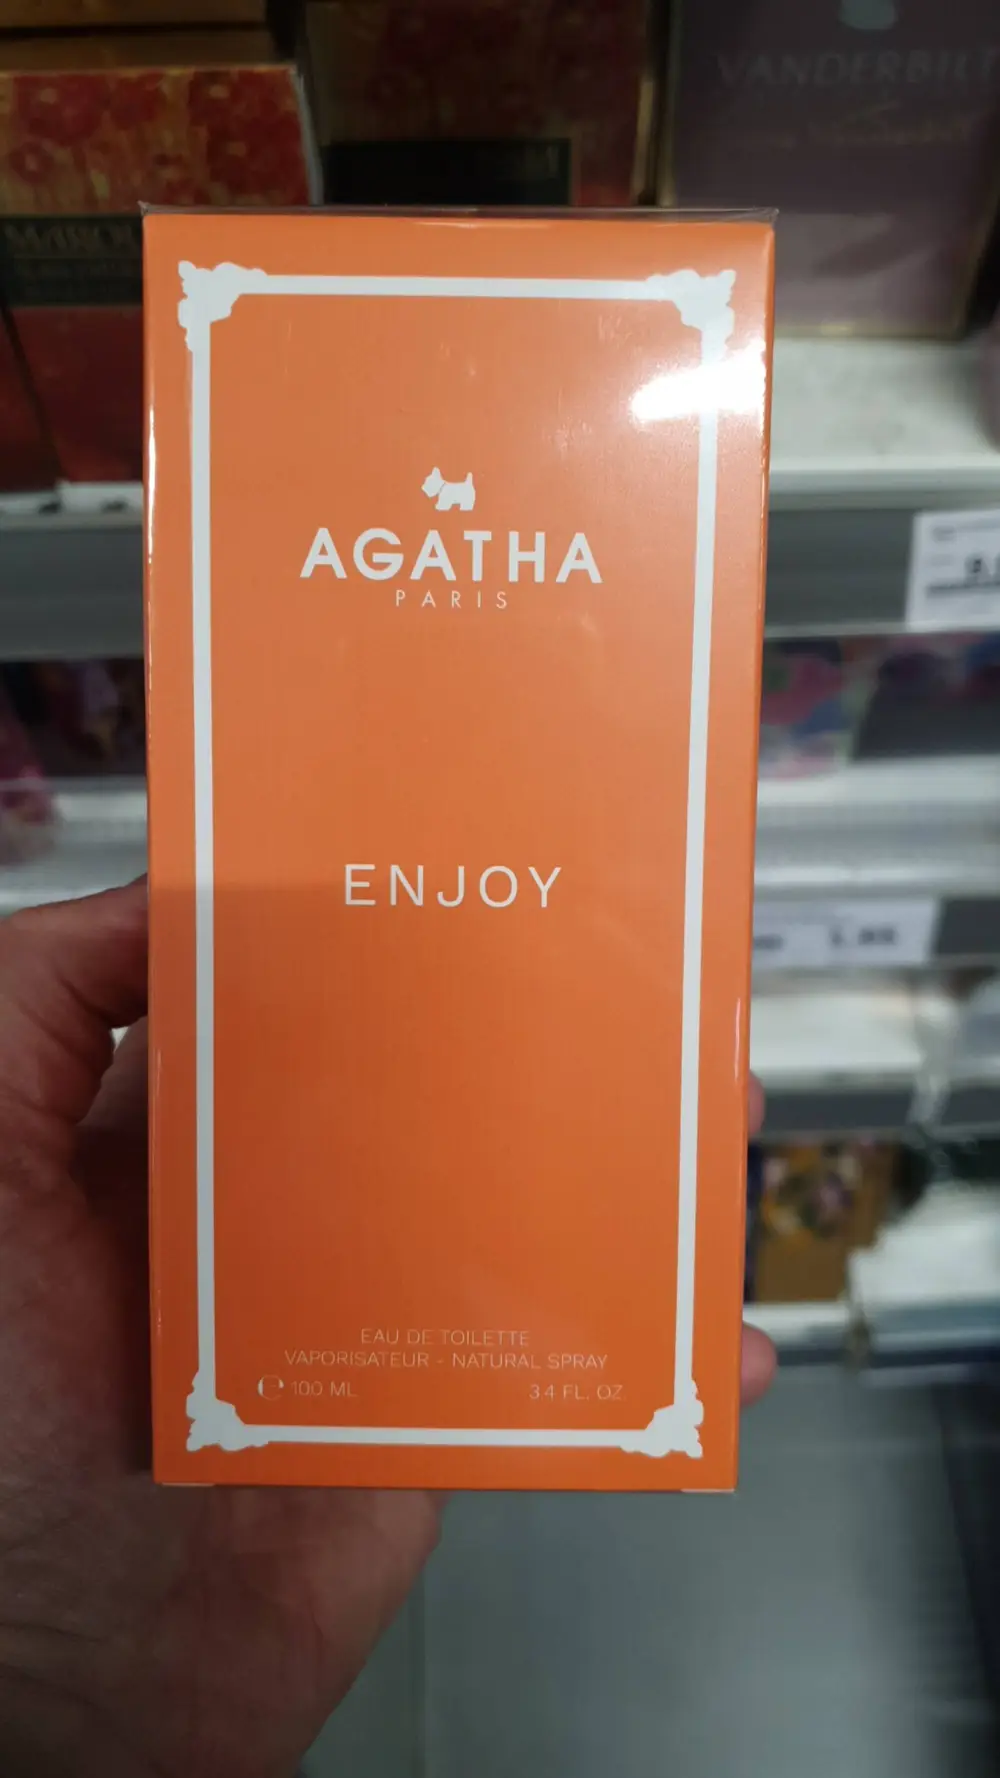 VANDERBILT
AGATHA
PARIS
ENJOY
EAU DE TOILETTE
VAPORISATEUR - NATURAL SPRAY
℮ 100 ML
3.4 FL. OZ